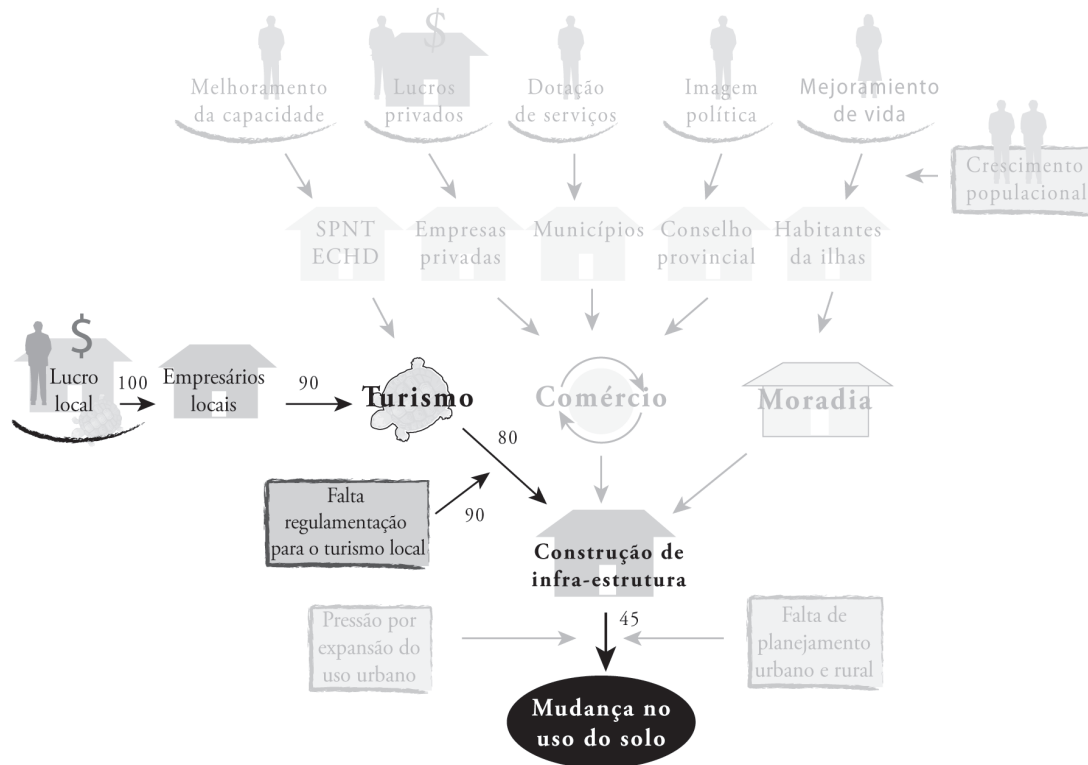 $
Melhoramento
da capacidade
Lucros
privados
Dotação
de serviços
Imagem
política
Mejoramiento
de vida
Crescimento
populacional
SPNT
ECHD
Empresas
privadas
Municípios
Conselho
provincial
Habitantes
da ilhas
$
Lucro
local
100
Empresários
locais
90
Turismo
Comércio
Moradia
80
Falta
regulamentação
para o turismo local
90
Construção de
infra-estrutura
Pressão por
expansão do
uso urbano
45
Falta de
planejamento
urbano e rural
Mudança no
uso do solo